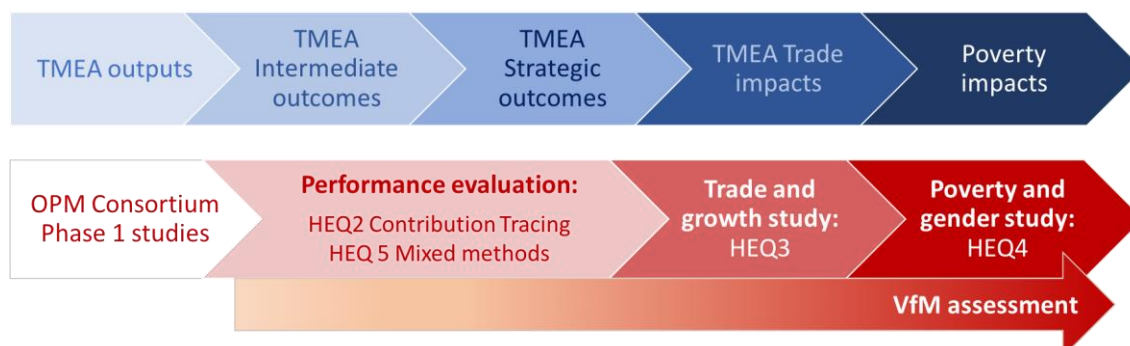 TMEA outputs
TMEA
Intermediate
outcomes
TMEA
Strategic
outcomes
TMEA Trade
impacts
Poverty
impacts
OPM Consortium
Phase 1 studies
Performance evaluation:
HEQ2 Contribution Tracing
HEQ 5 Mixed methods
Trade and
growth study:
HEQ3
Poverty and
gender study:
HEQ4
VfM assessment